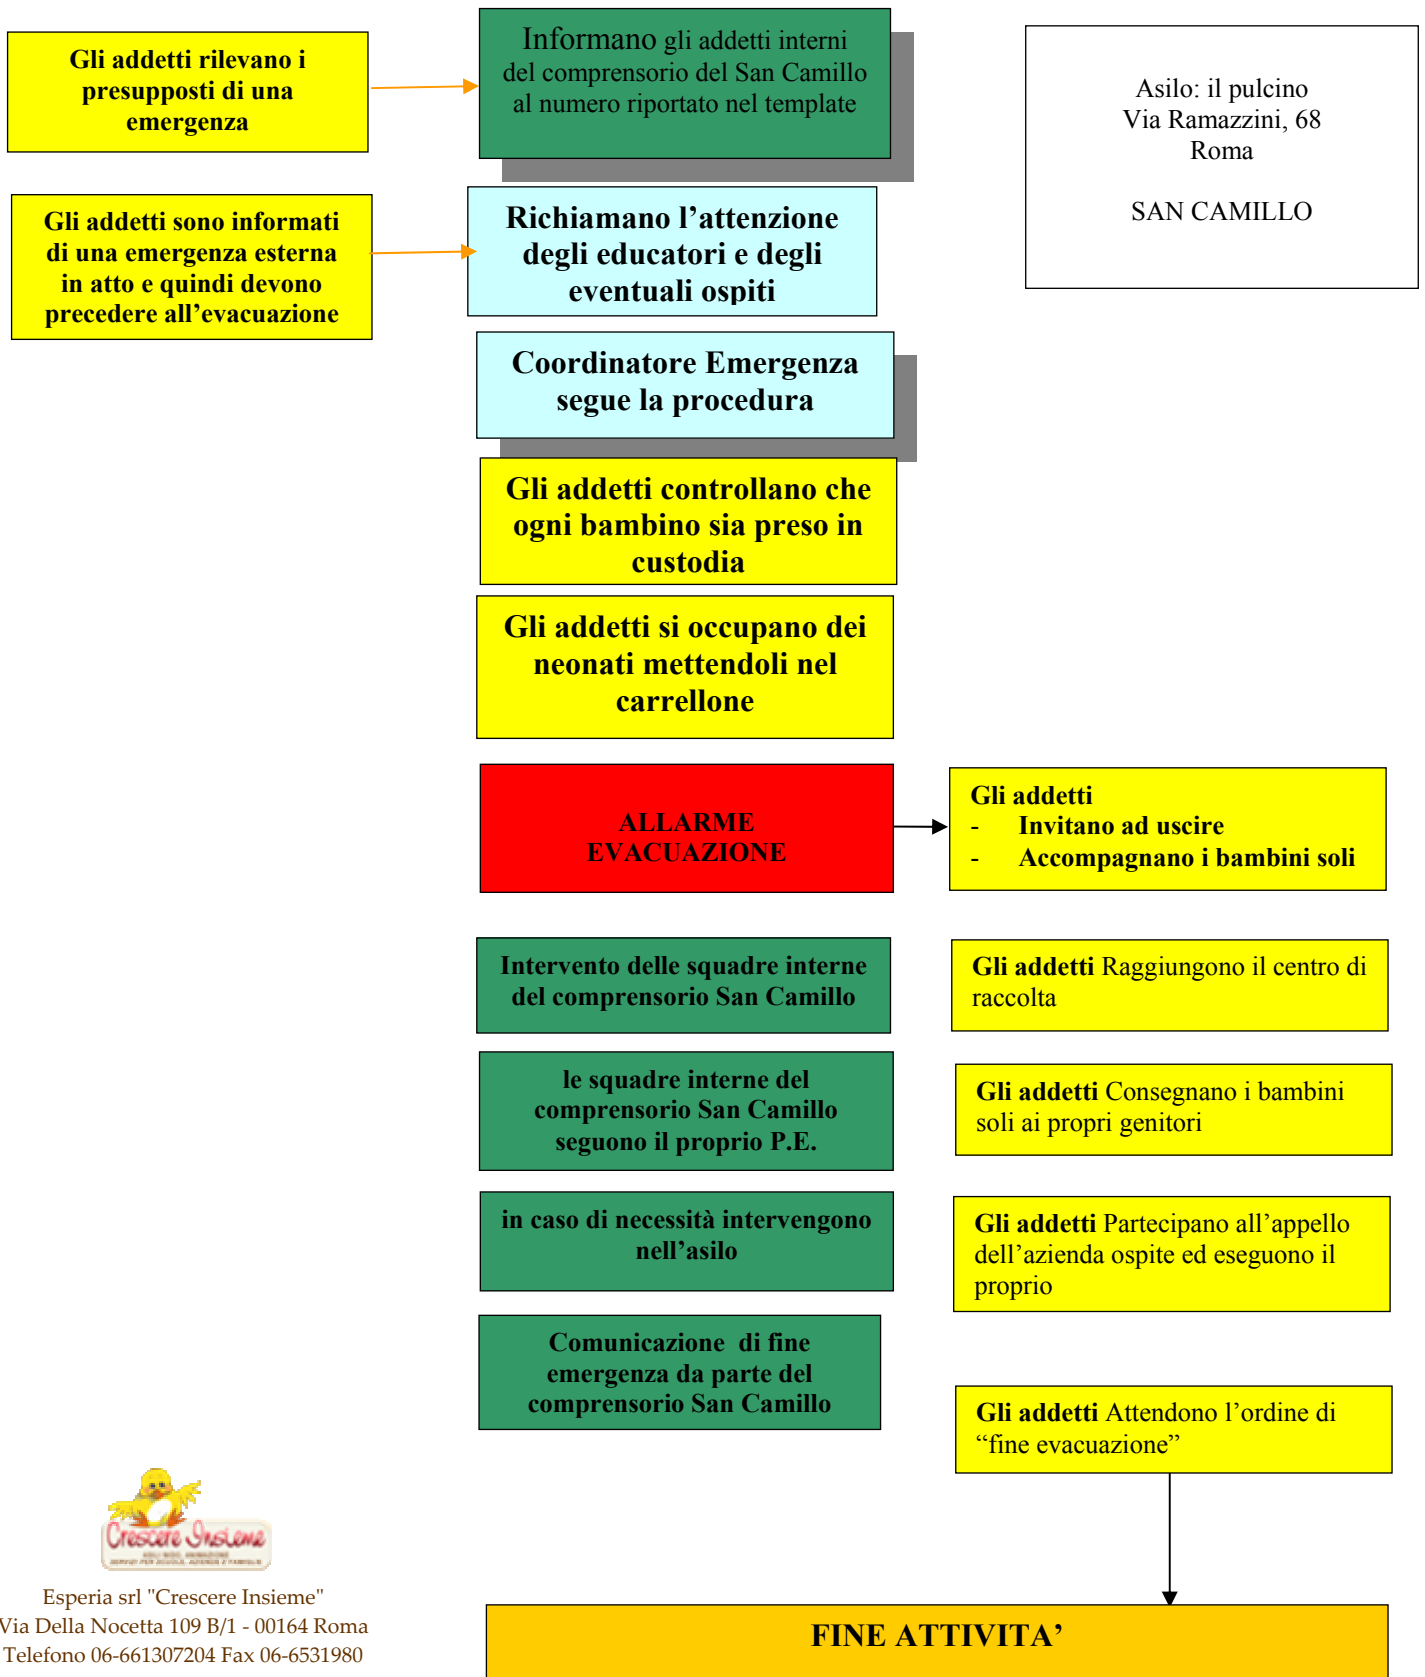 Gli addetti rilevano i
presupposti di una
emergenza
Informano gli addetti interni
del comprensorio del San Camillo
al numero riportato nel template
Asilo: il pulcino
Via Ramazzini, 68
Roma
SAN CAMILLO
Gli addetti sono informati
di una emergenza esterna
in atto e quindi devono
precedere all’evacuazione
Richiamano l’attenzione
degli educatori e degli
eventuali ospiti
Coordinatore Emergenza
segue la procedura
Gli addetti controllano che
ogni bambino sia preso in
custodia
Gli addetti si occupano dei
neonati mettendoli nel
carrellone
ALLARME
EVACUAZIONE
Gli addetti
- Invitano ad uscire
- Accompagnano i bambini soli
Intervento delle squadre interne
del comprensorio San Camillo
Gli addetti Raggiungono il centro di
raccolta
le squadre interne del
comprensorio San Camillo
seguono il proprio P.E.
Gli addetti Consegnano i bambini
soli ai propri genitori
in caso di necessità intervengono
nell’asilo
Gli addetti Partecipano all’appello
dell’azienda ospite ed eseguono il
proprio
Comunicazione di fine
emergenza da parte del
comprensorio San Camillo
Gli addetti Attendono l’ordine di
“fine evacuazione”
Crescere Insieme
Esperia srl "Crescere Insieme"
Via Della Nocetta 109 B/1 - 00164 Roma
Telefono 06-661307204 Fax 06-6531980
FINE ATTIVITA’